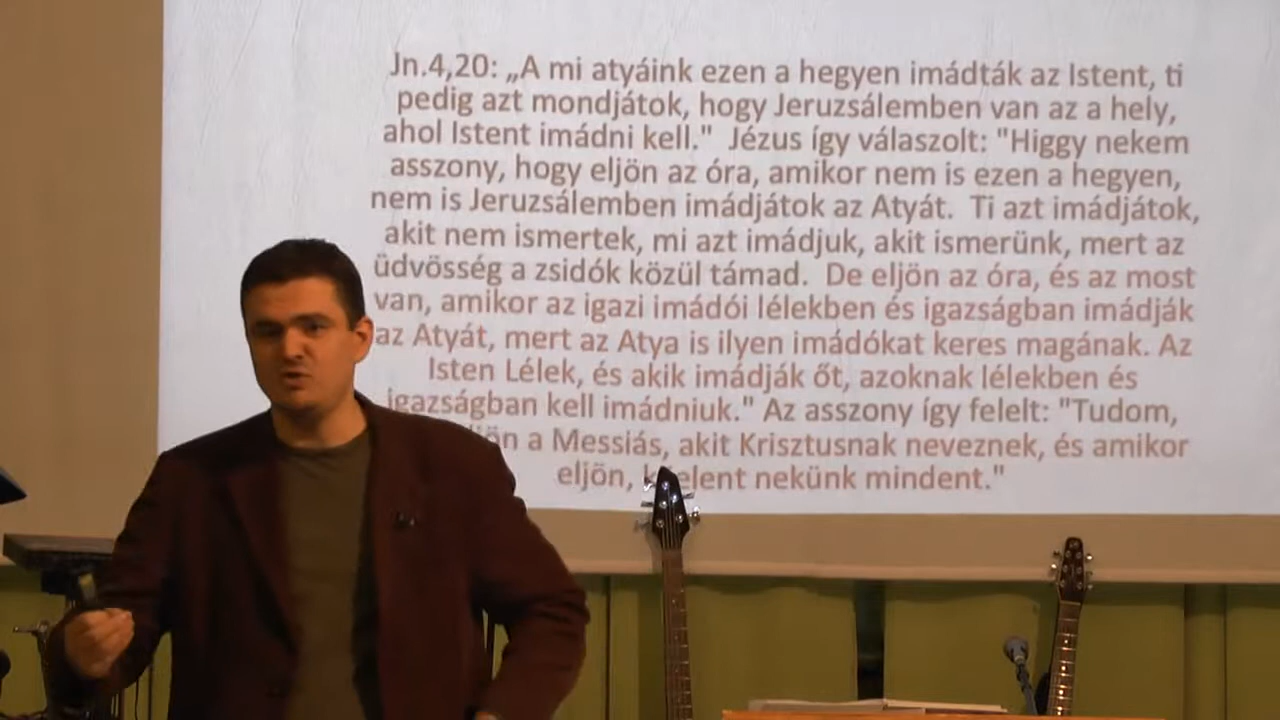 Jn.4,20: „A mi atyáink ezen a hegyen imádták az Istent, ti
pedig azt mondjátok, hogy Jeruzsálemben van az a hely,
ahol Istent imádni kell." Jézus így válaszolt: "Higgy nekem
asszony, hogy eljön az óra, amikor nem is ezen a hegyen,
nem is Jeruzsálemben imádjátok az Atyát. Ti azt imádjátok,
akit nem ismertek, mi azt imádjuk, akit ismerünk, mert az
üdvösség a zsidók közül támad. De eljön az óra, és az most
van, amikor az igazi imádói lélekben és igazságban imádják
az Atyát, mert az Atya is ilyen imádókat keres magának. Az
Isten Lélek, és akik imádják őt, azoknak lélekben és
igazságban kell imádniuk." Az asszony így felelt: "Tudom,
a Messiás, akit Krisztusnak neveznek, és amikor
eljön, nekünk mindent."